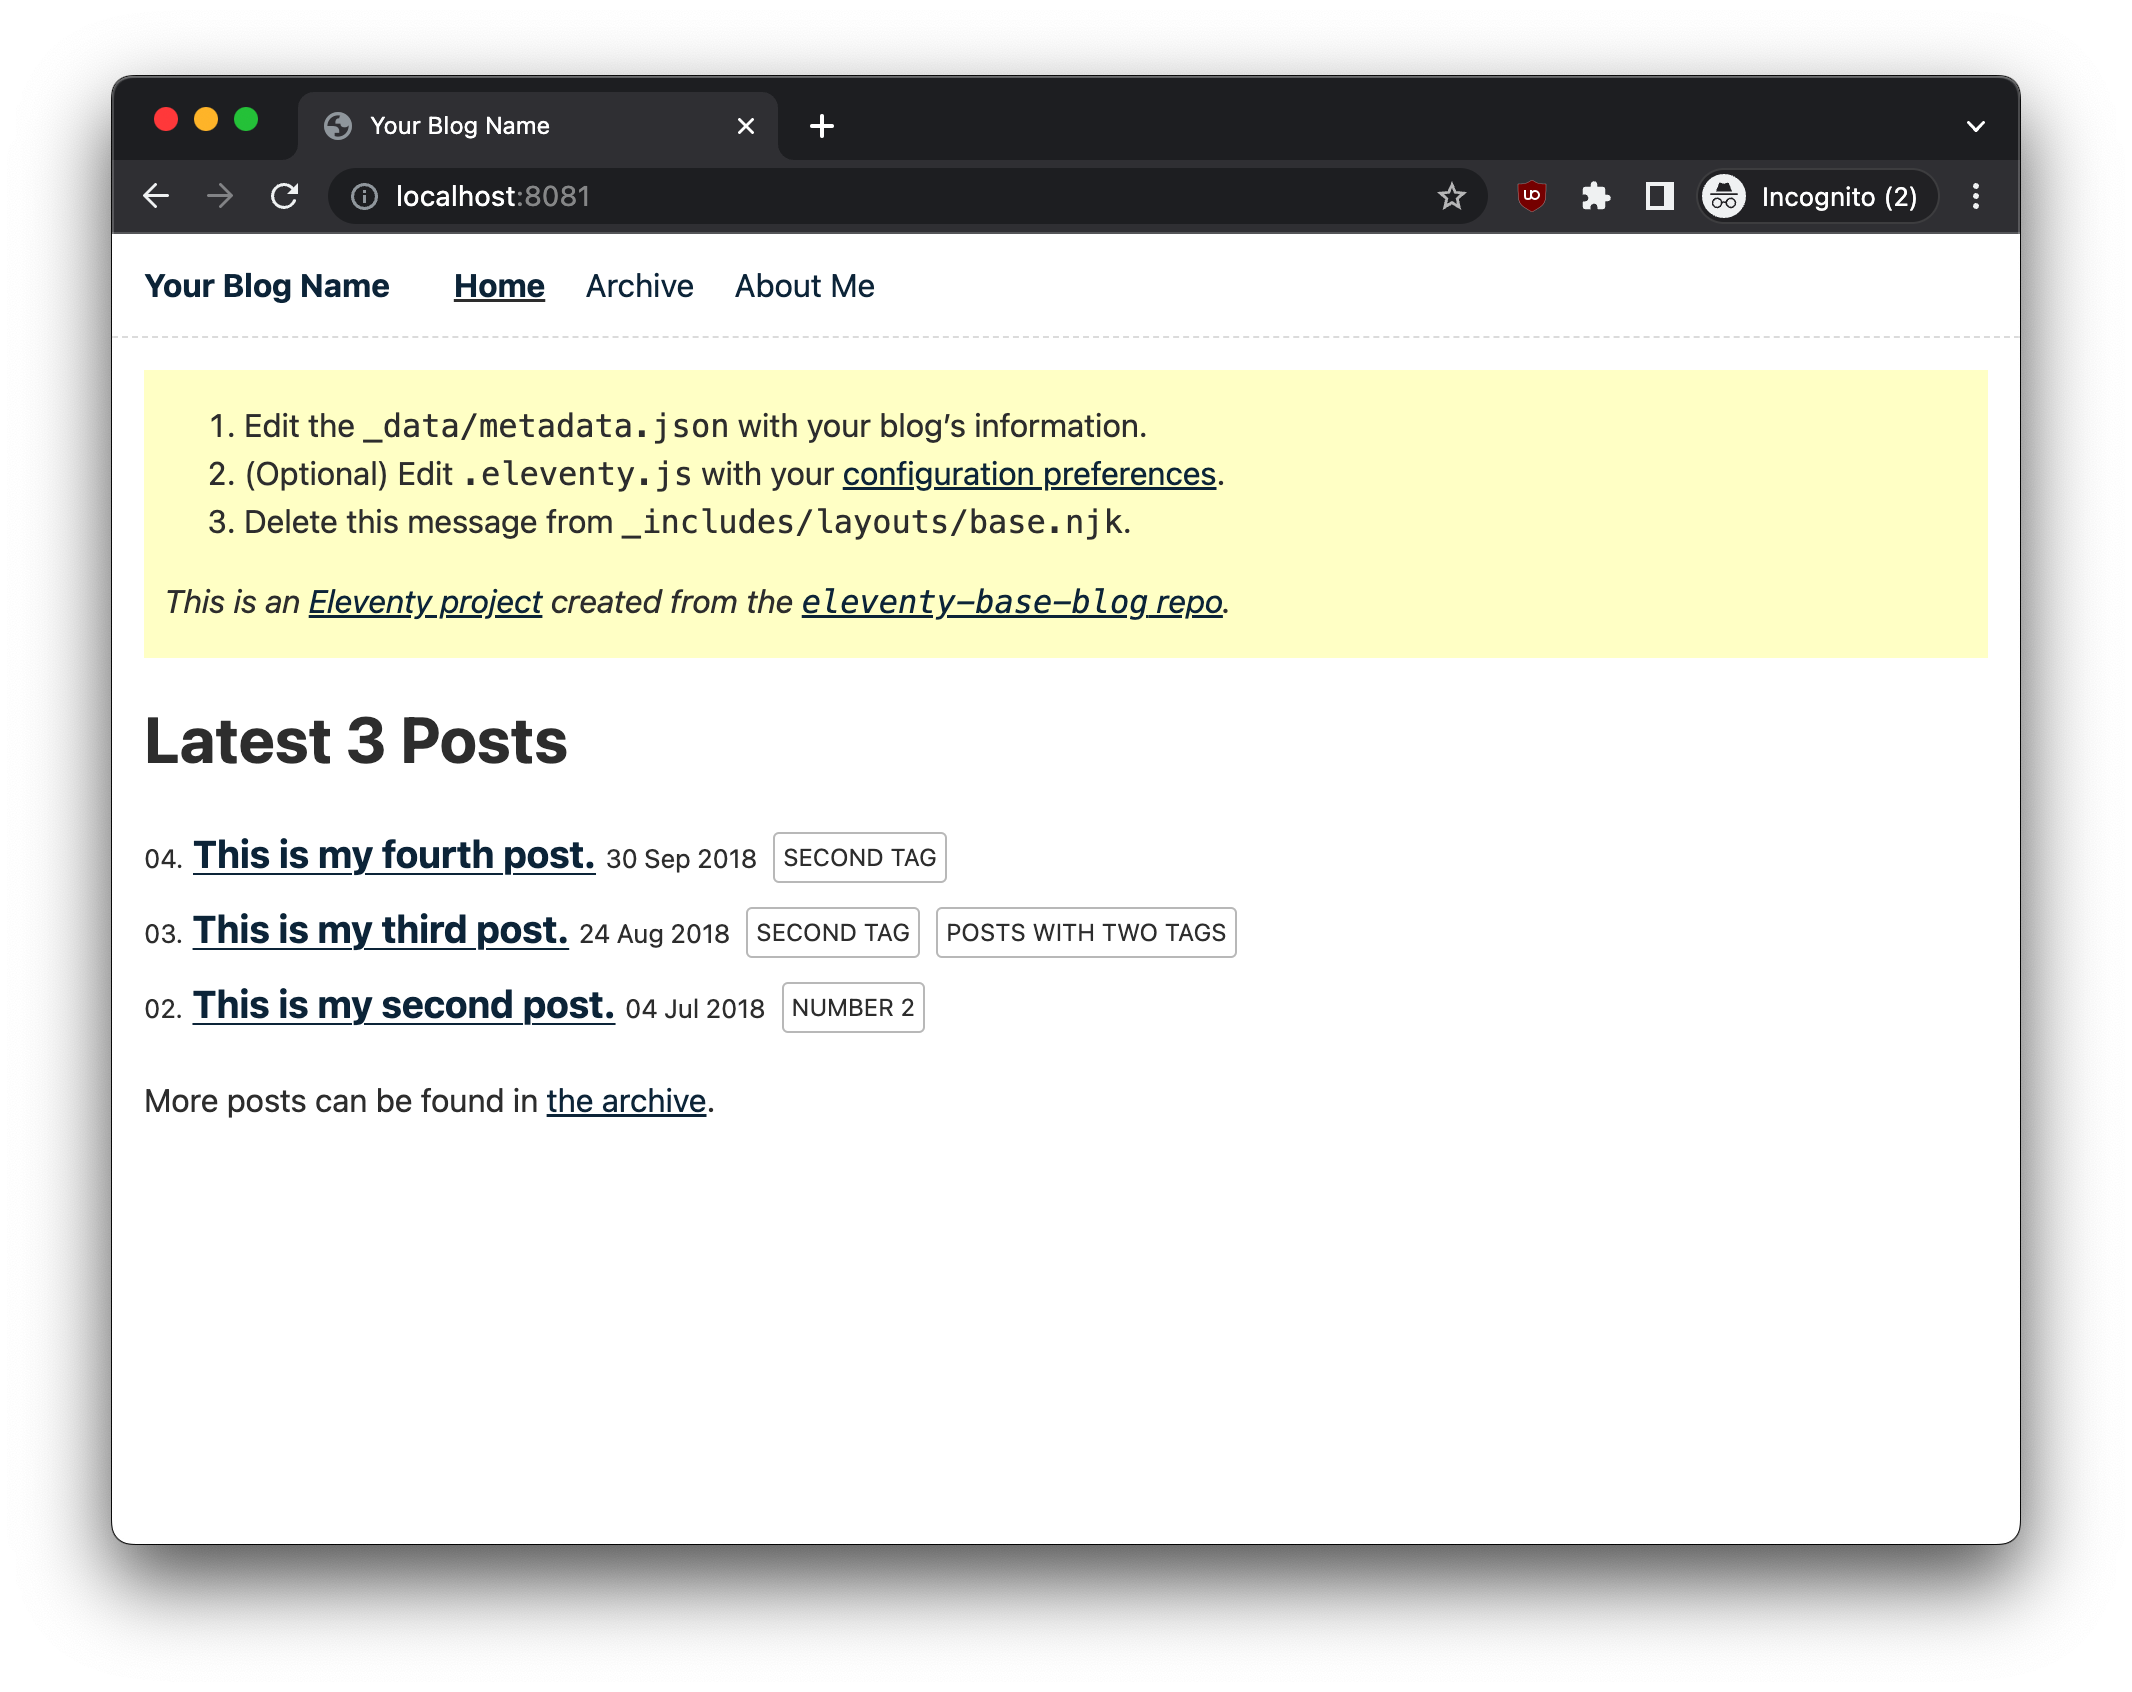 Your Blog Name
localhost:8081
Incognito (2)
Your Blog Name Home Archive About Me
1. Edit the _data/metadata.json with your blog’s information.
2. (Optional) Edit .eleventy.js with your configuration preferences.
3. Delete this message from _includes/layouts/base.njk.
This is an Eleventy project created from the eleventy-base-blog repo.
Latest 3 Posts
04. This is my fourth post. 30 Sep 2018 SECOND TAG
03. This is my third post. 24 Aug 2018 SECOND TAG POSTS WITH TWO TAGS
02. This is my second post. 04 Jul 2018 NUMBER 2
More posts can be found in the archive.